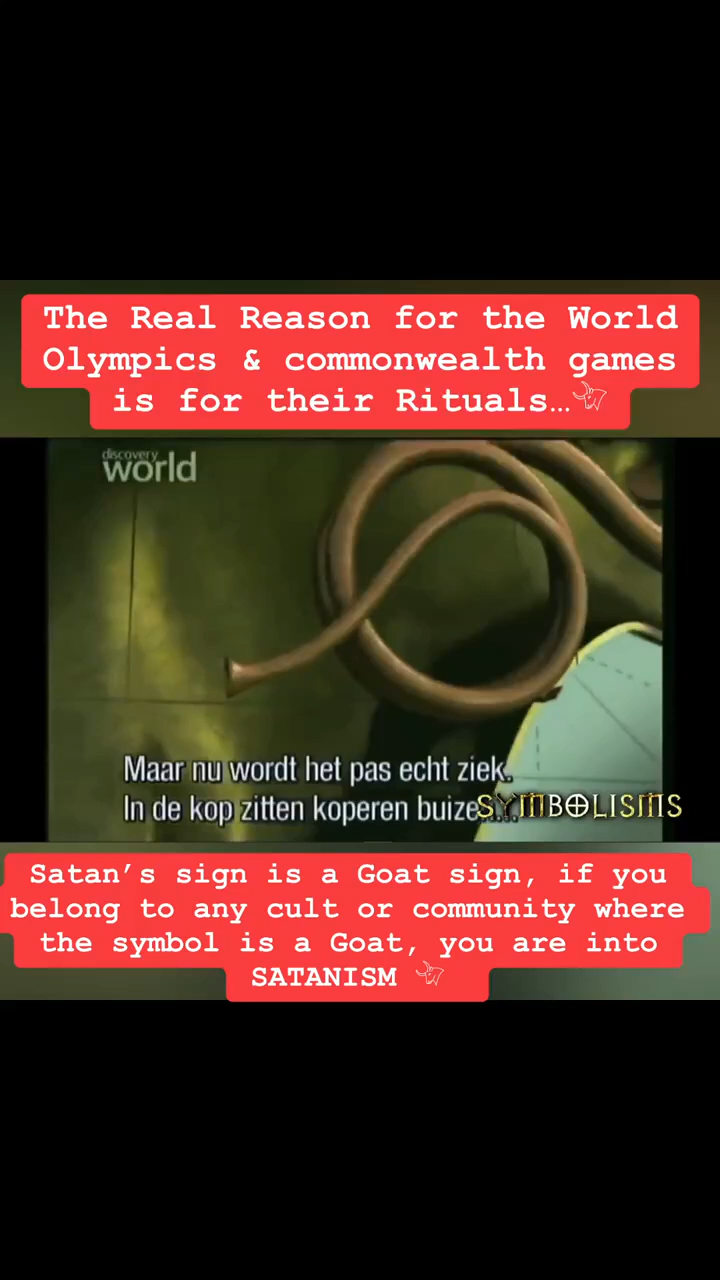 The Real Reason for the World
Olympics & commonwealth games
is for their Rituals…
discovery
world
Maar nu wordt het pas echt ziek.
In de kop zitten koperen buize
SYMBOLISMS
Satan’s sign is a Goat sign, if you
belong to any cult or community where
the symbol is a Goat, you are into
SATANISM